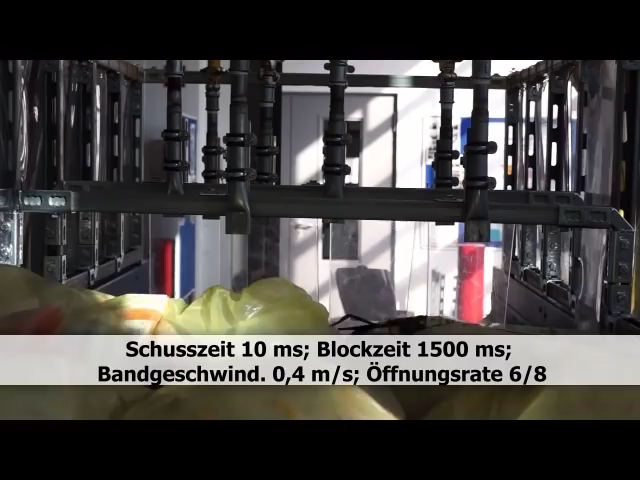 Schusszeit 10 ms; Blockzeit 1500 ms;
Bandgeschwind. 0,4 m/s; Öffnungsrate 6/8